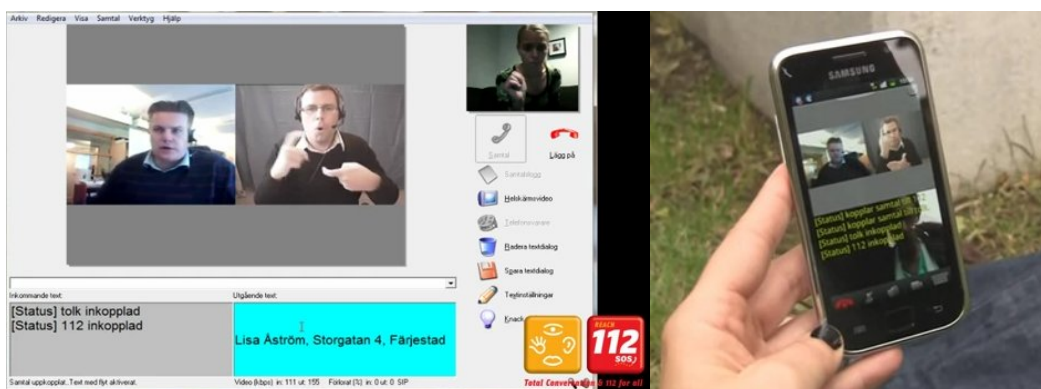 Arkiv Redigera Visa Samtal Verktyg Hjälp
Samtal
Lägg på
Samtalslogg
Helskärmsvideo
Telefonsvarare
Radera textdialog
Spara textdialog
Textinställningar
Knack
Inkommande text:
Utgående text:
[Status] tolk inkopplad
[Status] 112 inkopplad
Lisa Åström, Storgatan 4, Färjestad
Samtal uppkopplat. Text med flyt aktiverat.
Video (kbps) in: 111 ut: 155 Förlorat (%) in: 0 ut: 0 SIP
REACH
112
SOS
Total Conversation & 112 for all
SAMSUNG
[Status] kopplar samtal till 112
[Status] kopplar samtal till
[Status] tolk inkopplad
[Status] 112 inkopplad